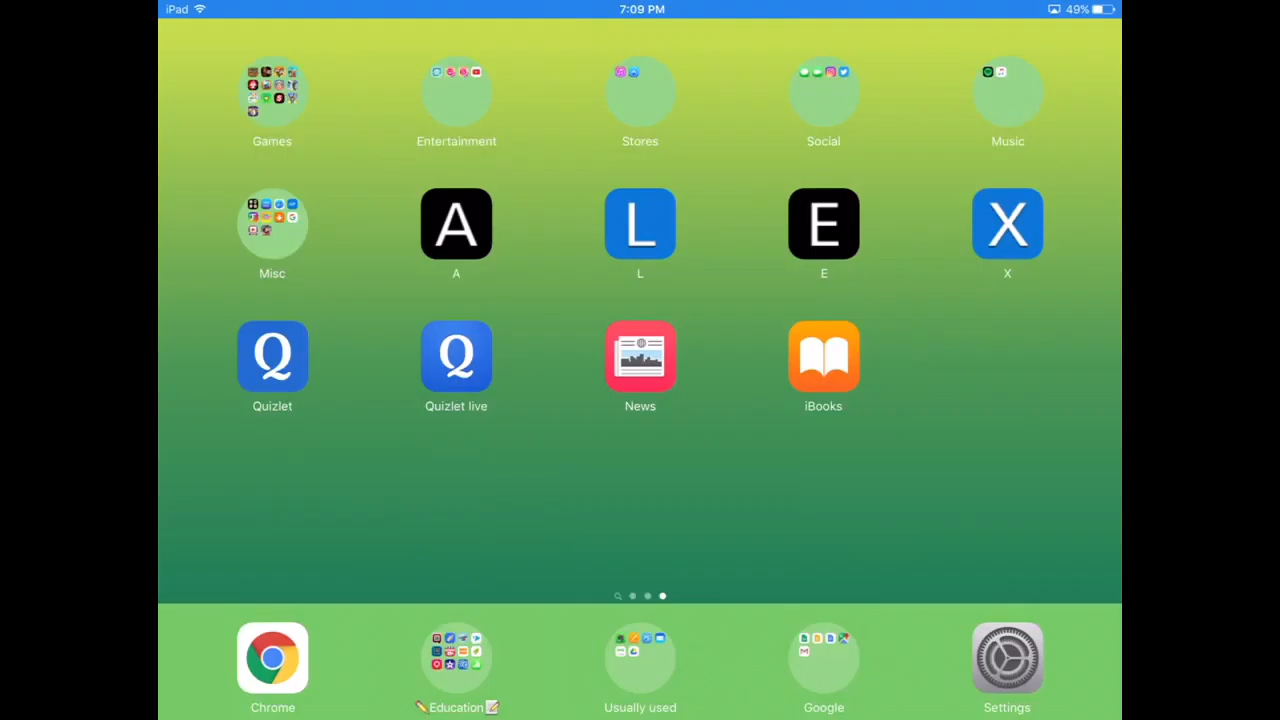 iPad 7:09 PM 49%
Games Entertainment Stores Social Music
A L E X
Misc A L E X
Q Q
Quizlet Quizlet live News iBooks
Chrome ✏️Education📝 Usually used Google Settings